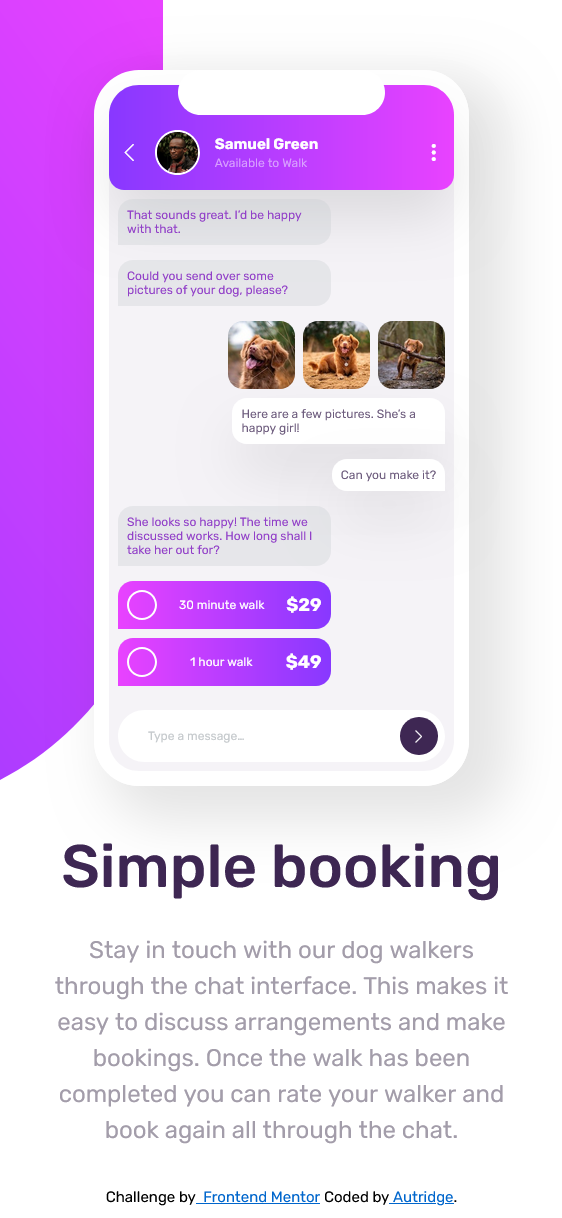 Samuel Green
Available to Walk
That sounds great. I’d be happy
with that.
Could you send over some
pictures of your dog, please?
Here are a few pictures. She’s a
happy girl!
Can you make it?
She looks so happy! The time we
discussed works. How long shall I
take her out for?
30 minute walk $29
1 hour walk $49
Type a message…
Simple booking
Stay in touch with our dog walkers
through the chat interface. This makes it
easy to discuss arrangements and make
bookings. Once the walk has been
completed you can rate your walker and
book again all through the chat.
Challenge by Frontend Mentor Coded by Autridge.